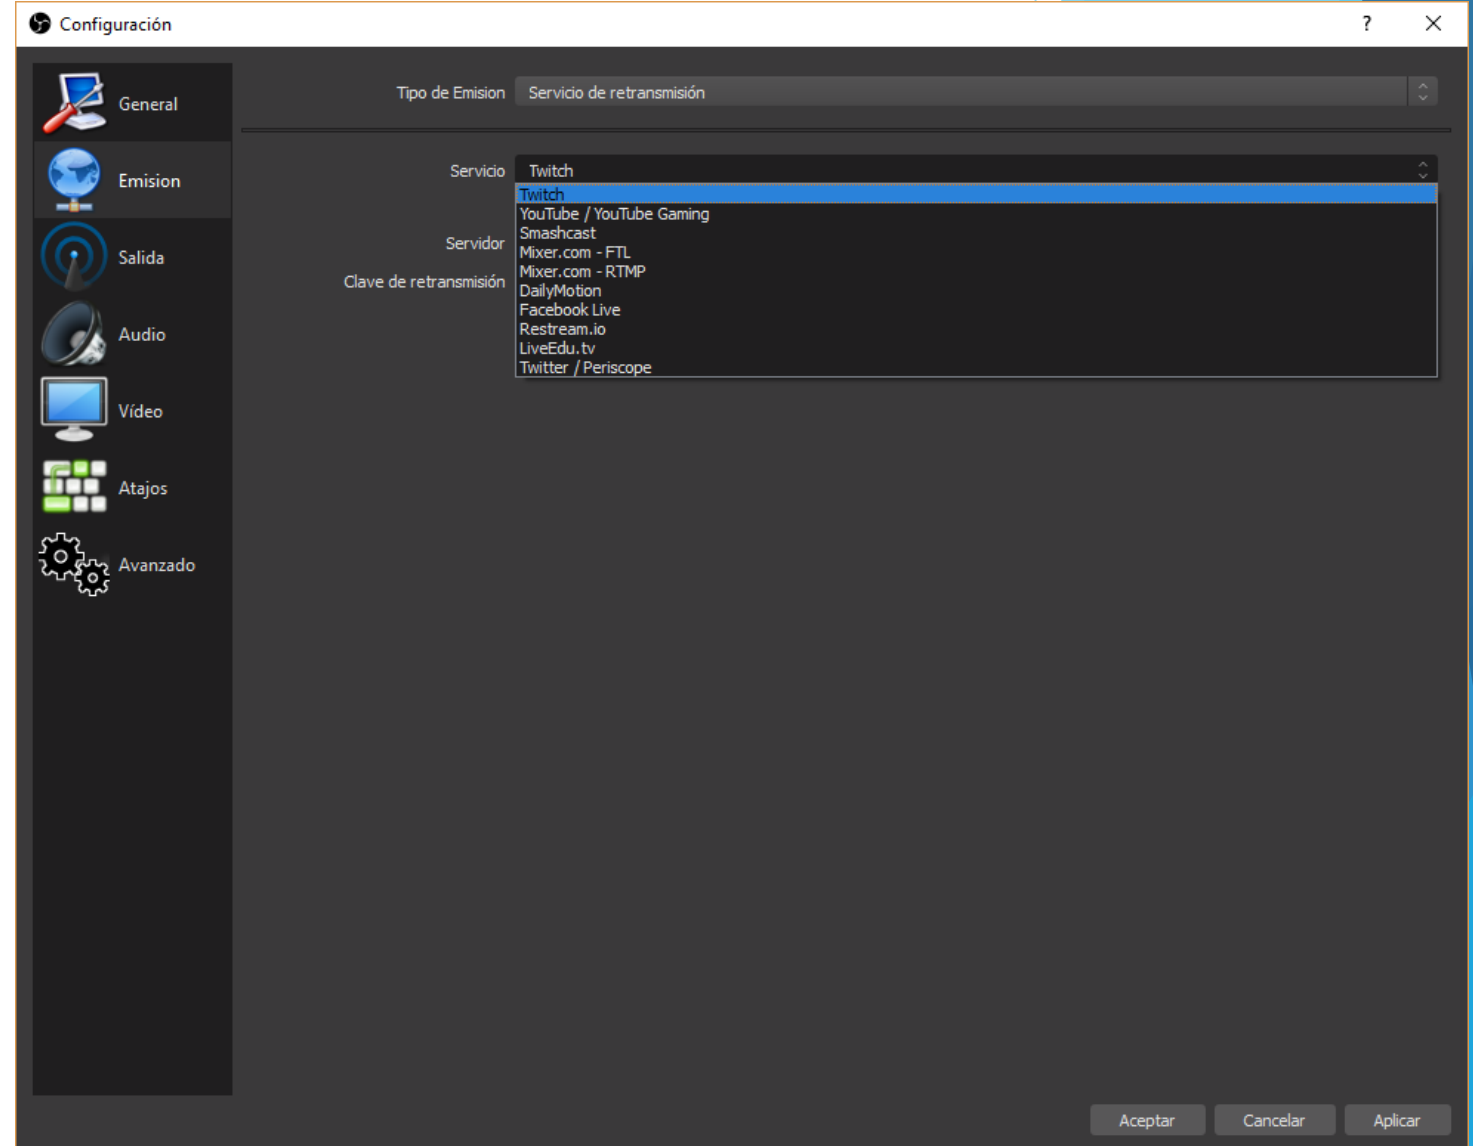 Configuración
?
General
Emision
Salida
Audio
Vídeo
Atajos
Avanzado
Tipo de Emision Servicio de retransmisión
Servicio Twitch
Twitch
YouTube / YouTube Gaming
Smashcast
Mixer.com - FTL
Mixer.com - RTMP
DailyMotion
Facebook Live
Restream.io
LiveEdu.tv
Twitter / Periscope
Servidor
Clave de retransmisión
Aceptar Cancelar Aplicar